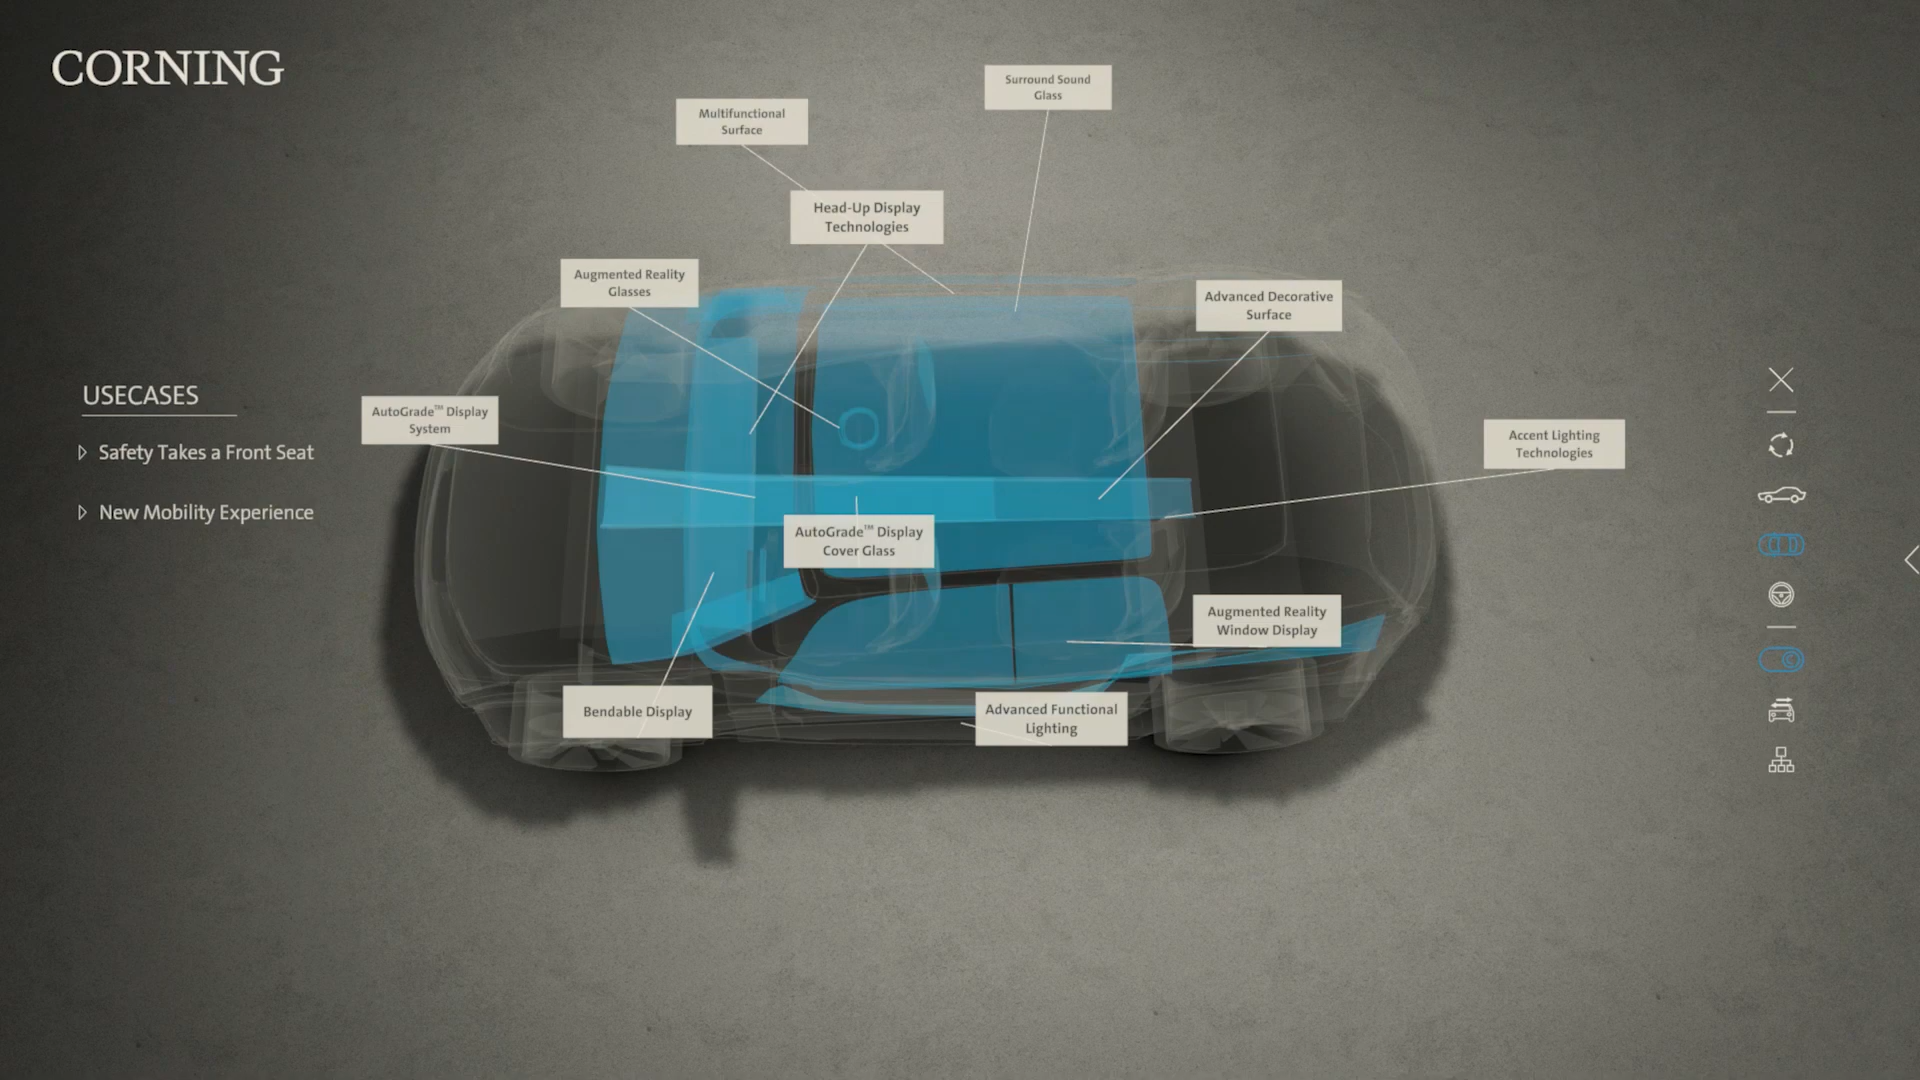 CORNING
Surround Sound
Glass
Multifunctional
Surface
Head-Up Display
Technologies
Augmented Reality
Glasses
Advanced Decorative
Surface
USECASES
Safety Takes a Front Seat
New Mobility Experience
AutoGrade™ Display
System
Accent Lighting
Technologies
AutoGrade™ Display
Cover Glass
Augmented Reality
Window Display
Bendable Display
Advanced Functional
Lighting